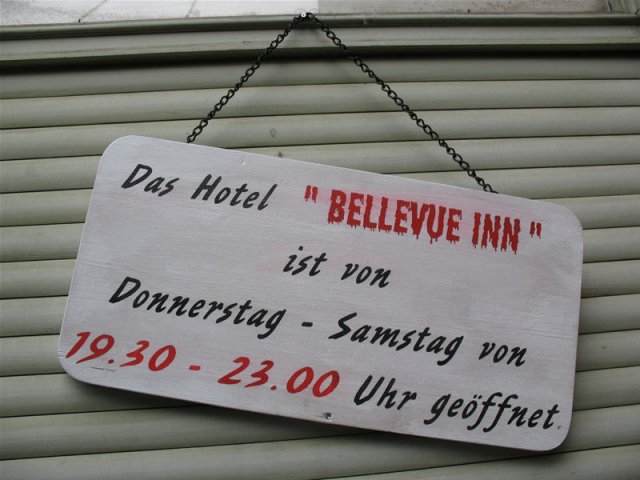 Das Hotel "BELLEVUE INN"
ist von
Donnerstag - Samstag von
19.30 - 23.00 Uhr geöffnet.